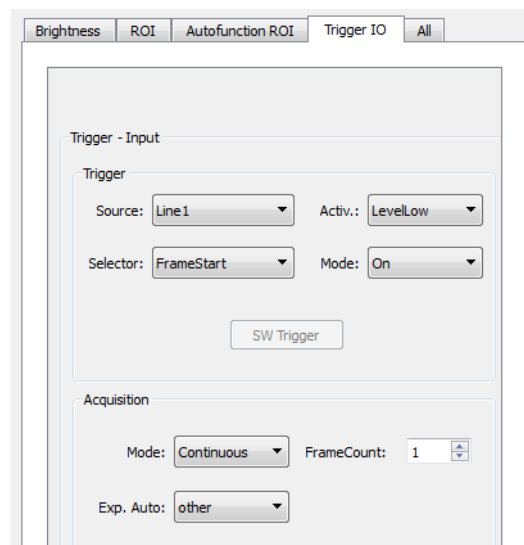 Brightness ROI Autofunction ROI Trigger IO All
Trigger - Input
Trigger
Source: Line1 Activ.: LevelLow
Selector: FrameStart Mode: On
SW Trigger
Acquisition
Mode: Continuous FrameCount: 1
Exp. Auto: other